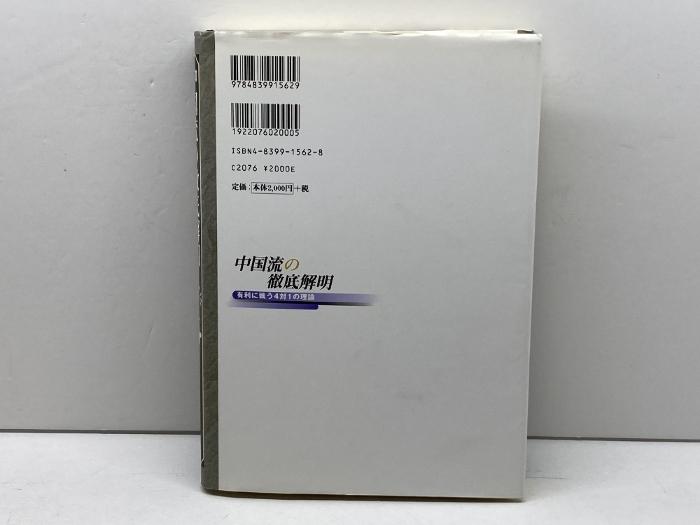 9784839915629
1922076020005
ISBN4-8399-1562-8
C2076 ¥2000E
定価：本体2,000円＋税
中国流の
徹底解明
有利に戦う4対1の理論